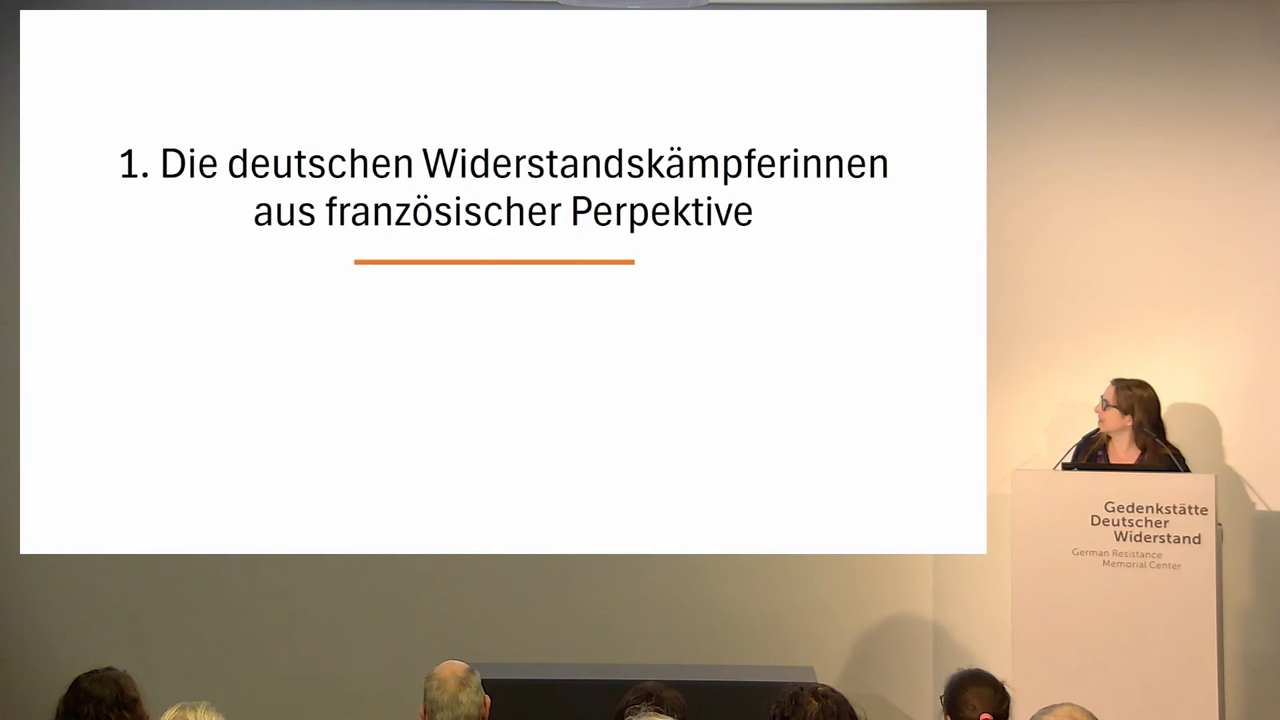 1. Die deutschen Widerstandskämpferinnen
aus französischer Perpektive
Gedenkstätte
Deutscher
Widerstand
German Resistance
Memorial Center